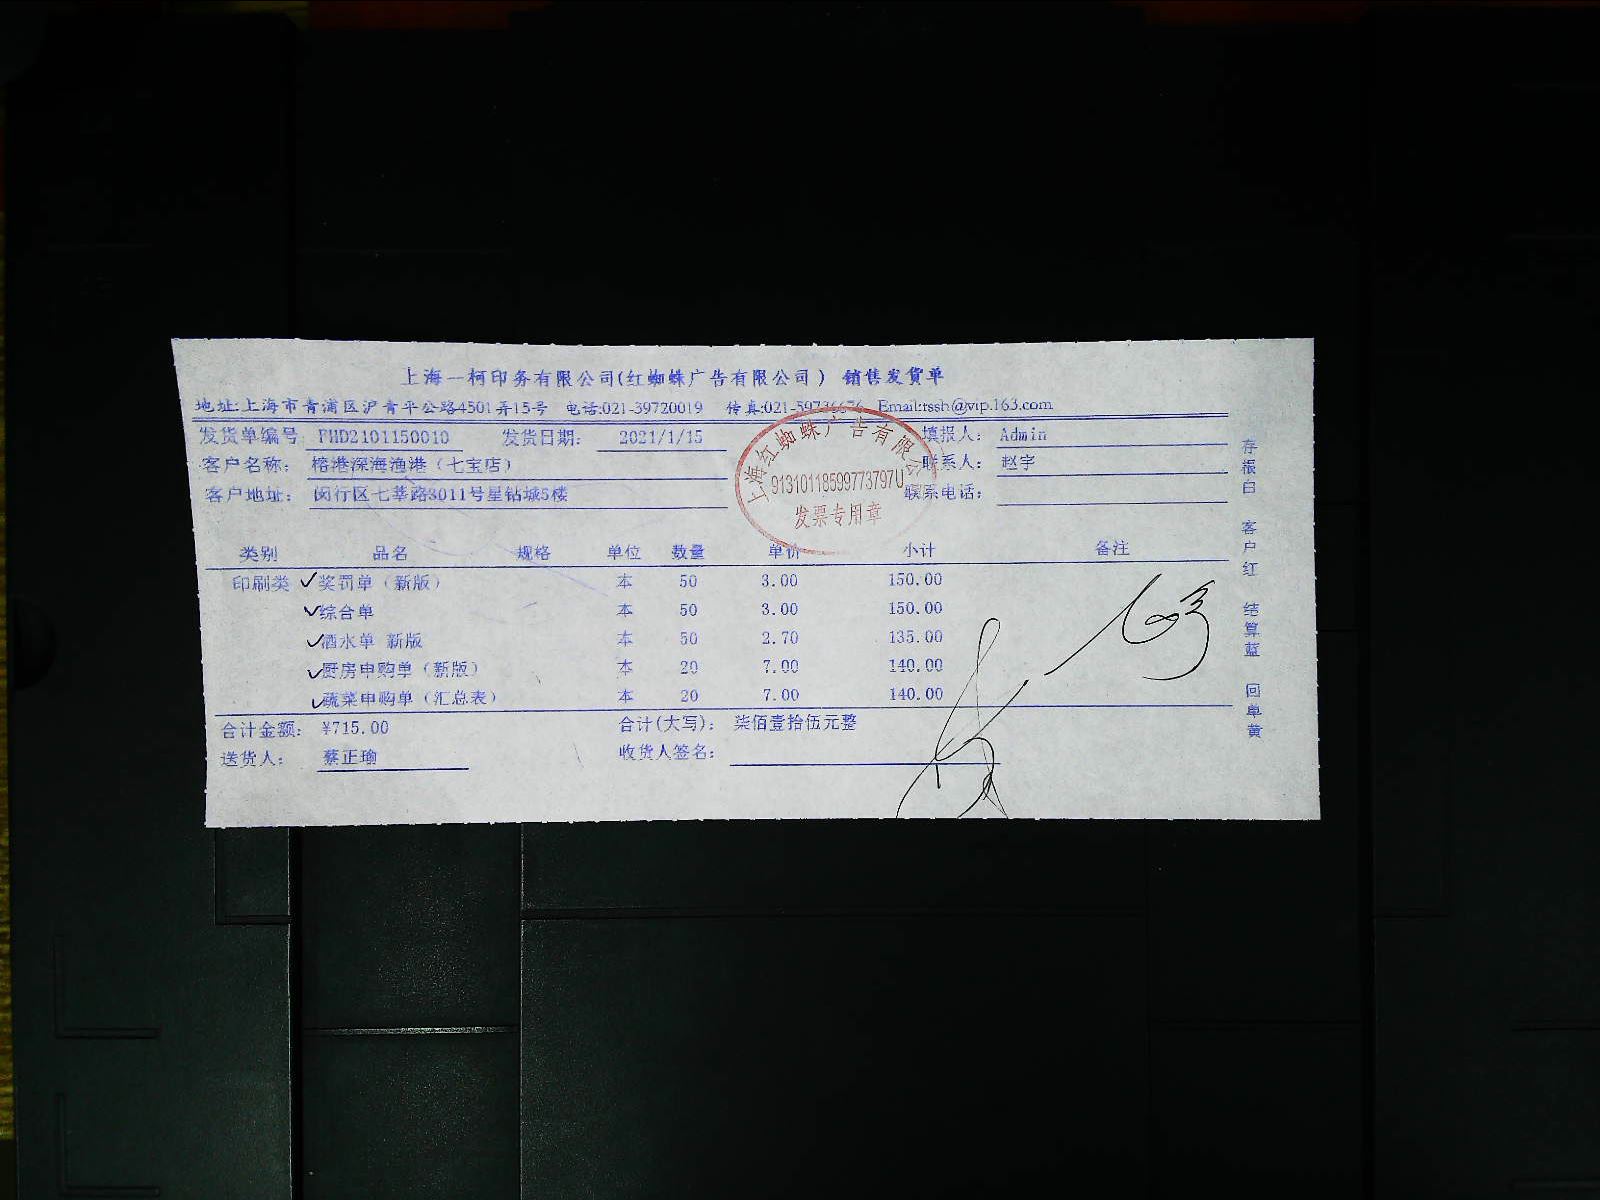 上海一柯印务有限公司(红蜘蛛广告有限公司) 销售发货单
地址:上海市青浦区沪青平公路4501弄15号 电话:021-39720019 传真:021-59736676 Email:rssh@vip.163.com
发货单编号 FHD2101150010 发货日期: 2021/1/15 填报人: Admin
客户名称: 榕港深海渔港（七宝店） 联系人: 赵宇
客户地址: 闵行区七莘路3011号星钻城5楼 联系电话:
上海红蜘蛛广告有限公
91310118599773797U
发票专用章
类别 品名 规格 单位 数量 单价 小计 备注
印刷类 ✓奖罚单（新版） 本 50 3.00 150.00
✓综合单 本 50 3.00 150.00
✓酒水单 新版 本 50 2.70 135.00
✓厨房申购单（新版） 本 20 7.00 140.00
✓蔬菜申购单（汇总表） 本 20 7.00 140.00
合计金额: ¥715.00 合计(大写): 柒佰壹拾伍元整
送货人: 蔡正瑜 收货人签名:
存根白 客户红 结算蓝 回单黄